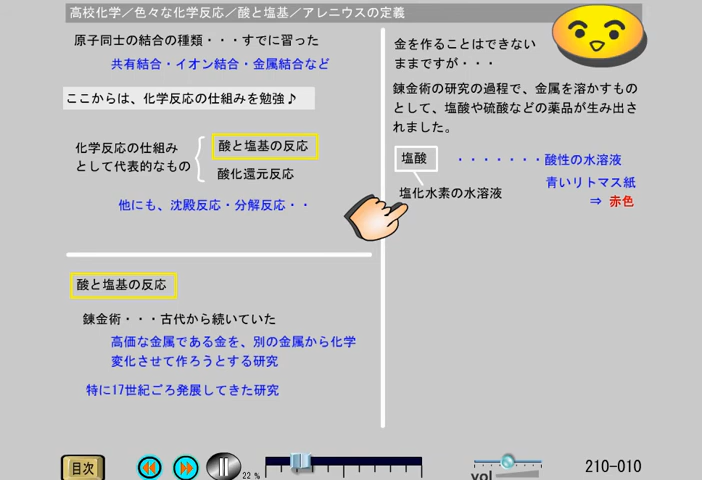 高校化学／色々な化学反応／酸と塩基／アレニウスの定義
原子同士の結合の種類・・・すでに習った
共有結合・イオン結合・金属結合など
ここからは、化学反応の仕組みを勉強♪
化学反応の仕組み
として代表的なもの
酸と塩基の反応
酸化還元反応
他にも、沈殿反応・分解反応・・
酸と塩基の反応
錬金術・・・古代から続いていた
高価な金属である金を、別の金属から化学
変化させて作ろうとする研究
特に17世紀ごろ発展してきた研究
金を作ることはできない
ままですが・・・
錬金術の研究の過程で、金属を溶かすもの
として、塩酸や硫酸などの薬品が生み出さ
れました。
塩酸 ・・・・・・・酸性の水溶液
青いリトマス紙
塩化水素の水溶液
⇒ 赤色
目次
22 %
vol
210-010